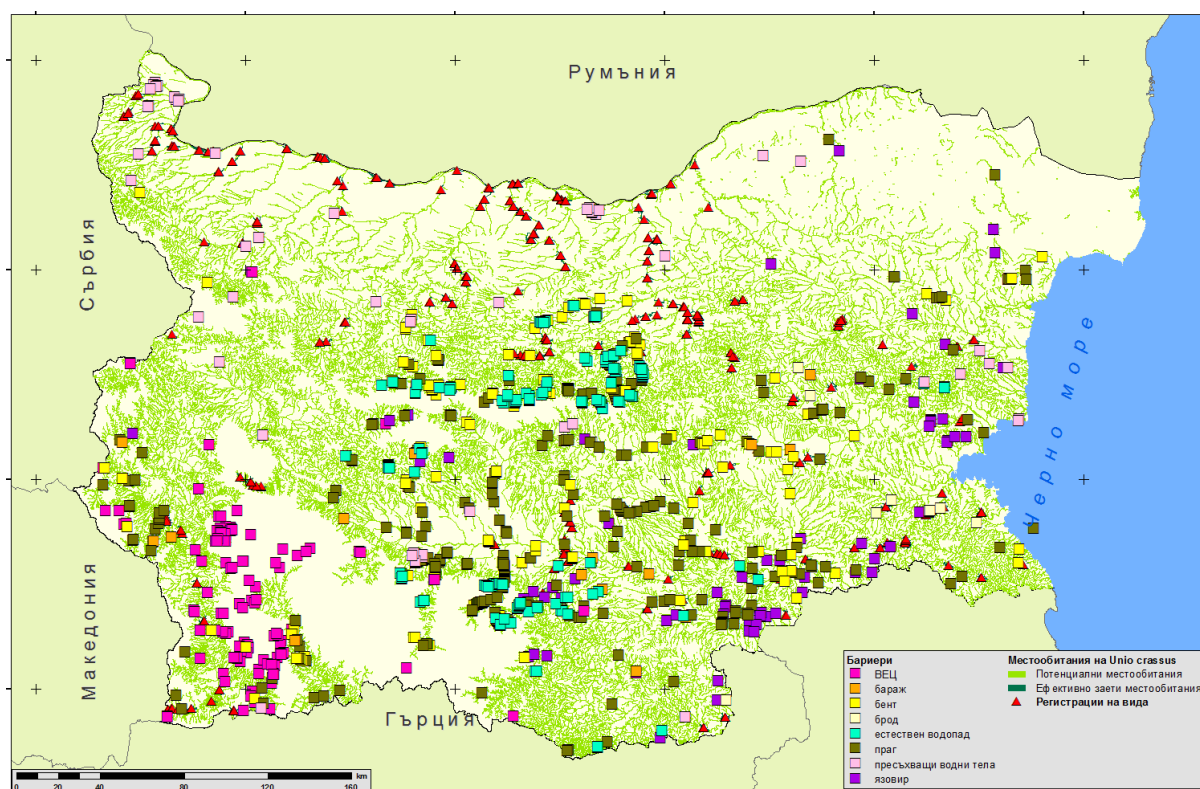 Румъния
Сърбия
Черно море
Македония
Гърция
Бариери
ВЕЦ
бараж
бент
брод
естествен водопад
праг
пресъхващи водни тела
язовир
Местообитания на Unio crassus
Потенциални местообитания
Ефективно заети местообитания
Регистрации на вида
km
0 20 40 80 120 160